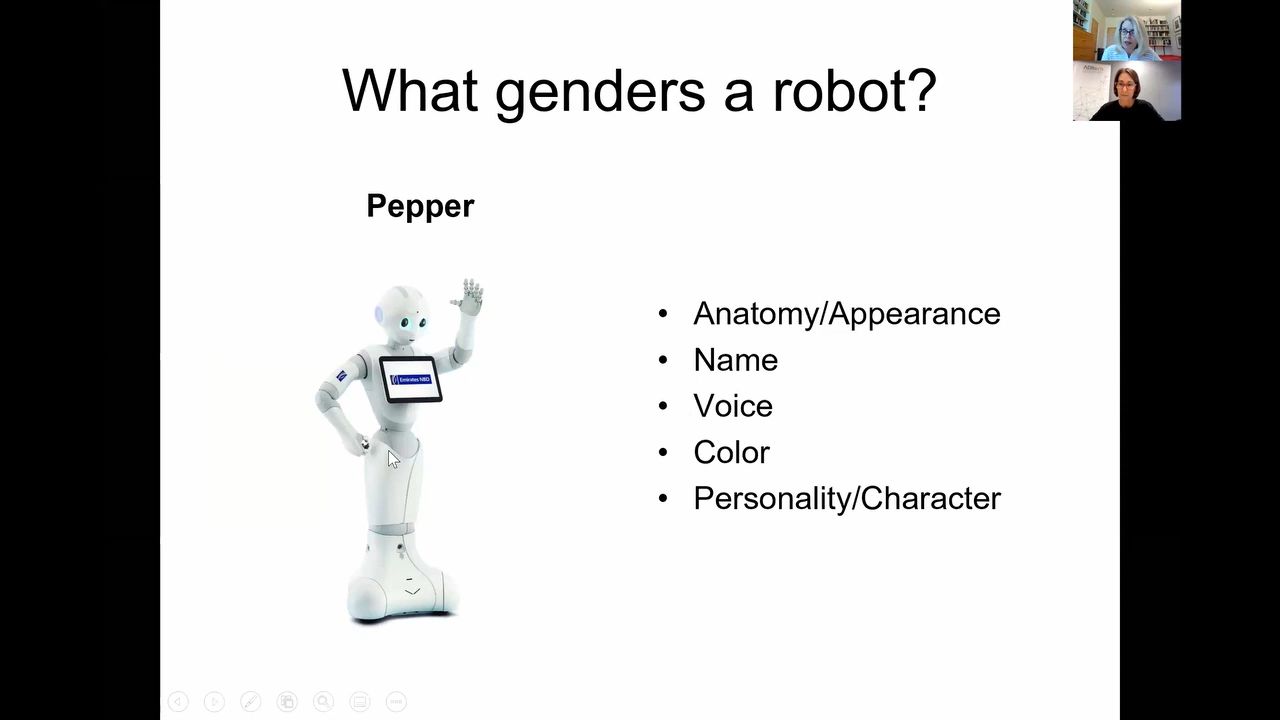 What genders a robot?
Pepper
Emirates NBD
• Anatomy/Appearance
• Name
• Voice
• Color
• Personality/Character